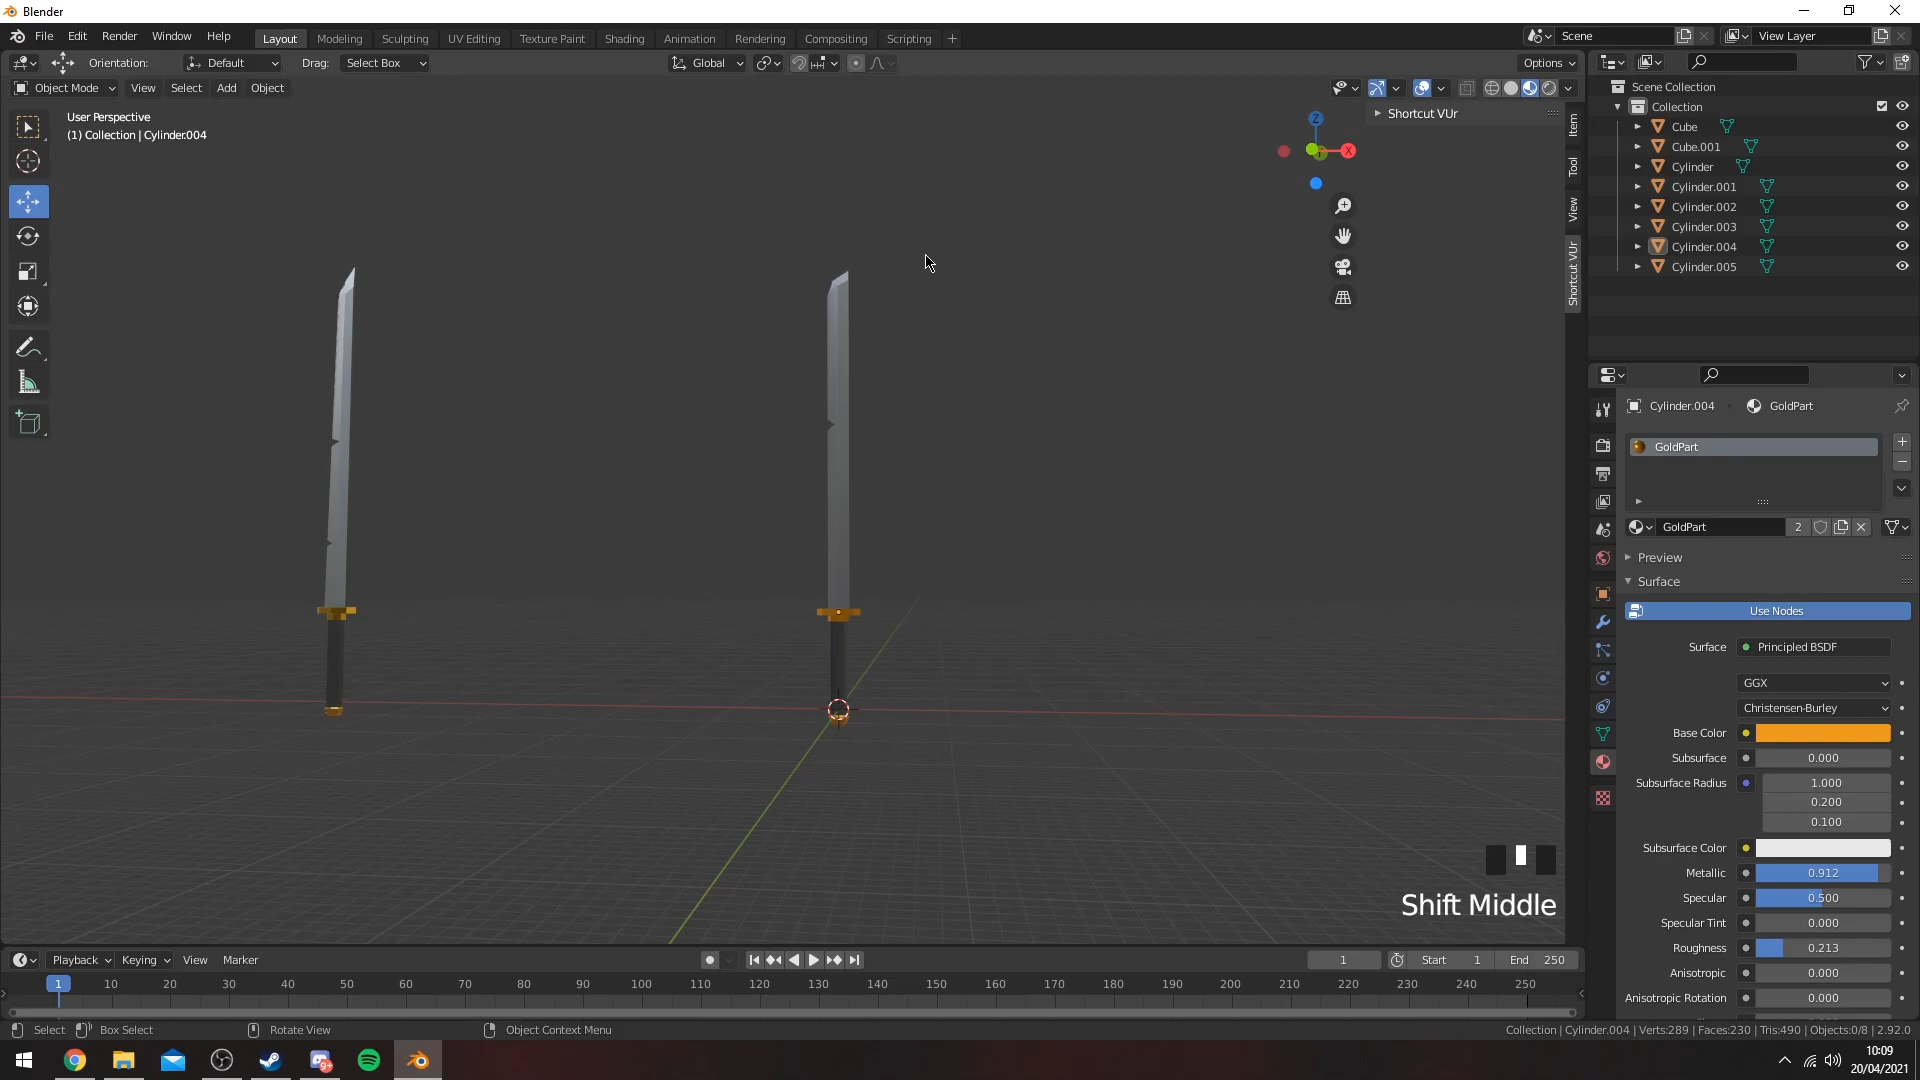 Blender
File Edit Render Window Help Layout Modeling Sculpting UV Editing Texture Paint Shading Animation Rendering Compositing Scripting + Scene View Layer
Orientation: Default Drag: Select Box Global Options
Object Mode View Select Add Object
User Perspective
(1) Collection | Cylinder.004
Z
X
Shortcut VUr
Item
Tool
View
Shortcut VUr
Scene Collection
Collection
Cube
Cube.001
Cylinder
Cylinder.001
Cylinder.002
Cylinder.003
Cylinder.004
Cylinder.005
Cylinder.004 GoldPart
GoldPart
GoldPart 2
Preview
Surface
Use Nodes
Surface Principled BSDF
GGX
Christensen-Burley
Base Color
Subsurface 0.000
Subsurface Radius 1.000
0.200
0.100
Subsurface Color
Metallic 0.912
Specular 0.500
Specular Tint 0.000
Roughness 0.213
Anisotropic 0.000
Anisotropic Rotation 0.000
Shift Middle
Playback Keying View Marker 1 Start 1 End 250
1 10 20 30 40 50 60 70 80 90 100 110 120 130 140 150 160 170 180 190 200 210 220 230 240 250
Select Box Select Rotate View Object Context Menu Collection | Cylinder.004 | Verts:289 | Faces:230 | Tris:490 | Objects:0/8 | 2.92.0
9+
10:09
20/04/2021